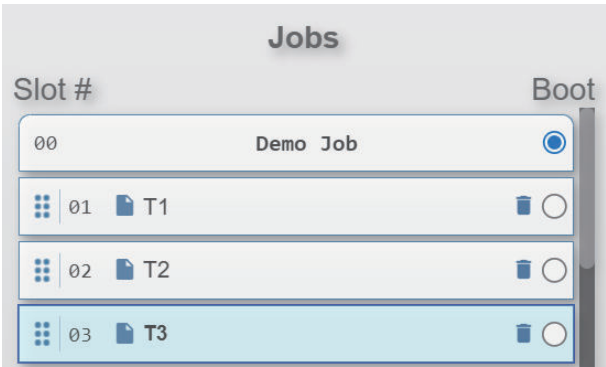 Jobs
Slot # Boot
00 Demo Job
01 T1
02 T2
03 T3